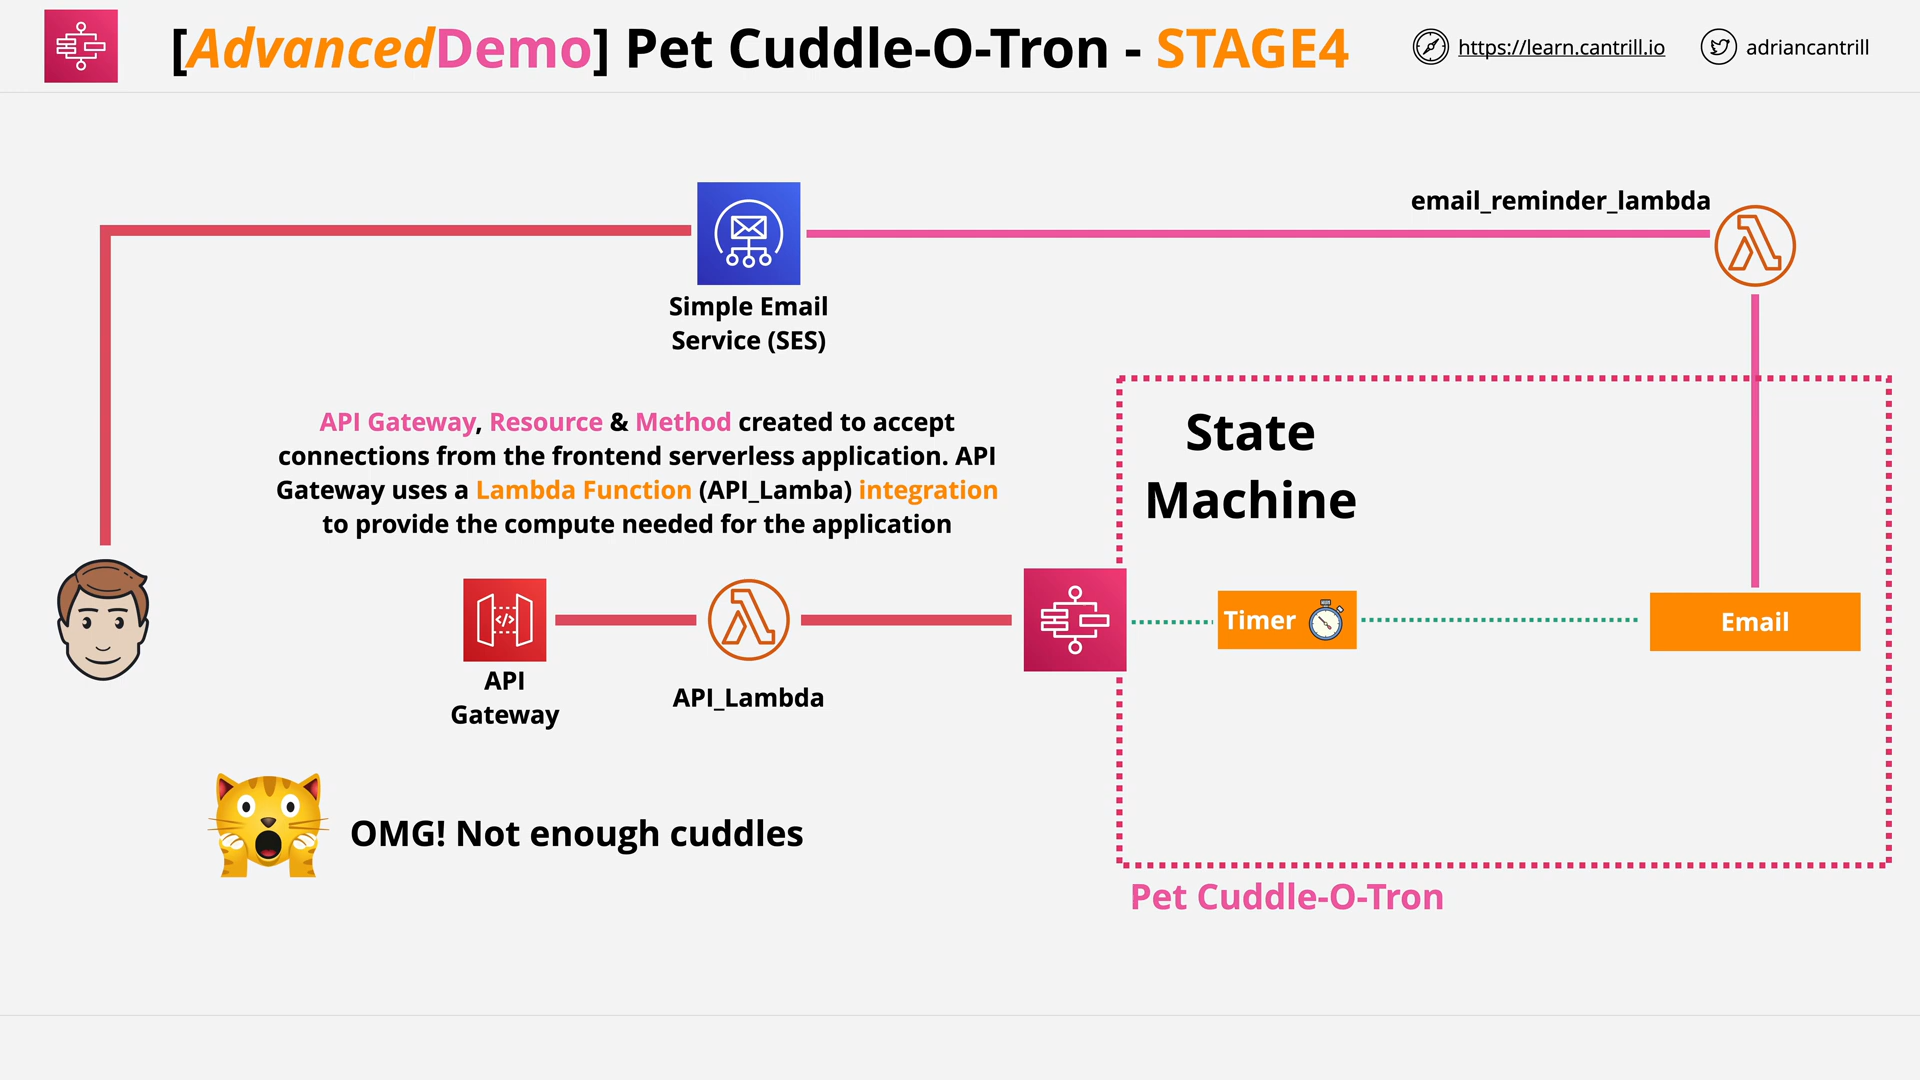 [AdvancedDemo] Pet Cuddle-O-Tron - STAGE4
https://learn.cantrill.io
adriancantrill
email_reminder_lambda
Simple Email
Service (SES)
API Gateway, Resource & Method created to accept
connections from the frontend serverless application. API
Gateway uses a Lambda Function (API_Lamba) integration
to provide the compute needed for the application
State
Machine
Timer
Email
API
Gateway
API_Lambda
OMG! Not enough cuddles
Pet Cuddle-O-Tron